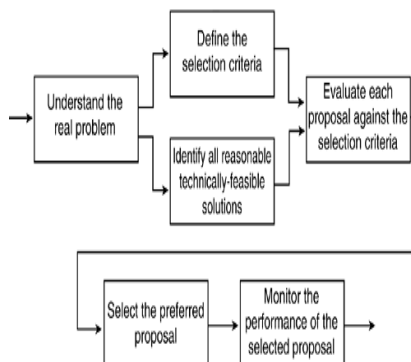 Understand the
real problem
Define the
selection criteria
Identify all reasonable
technically-feasible
solutions
Evaluate each
proposal against the
selection criteria
Select the preferred
proposal
Monitor the
performance of the
selected proposal